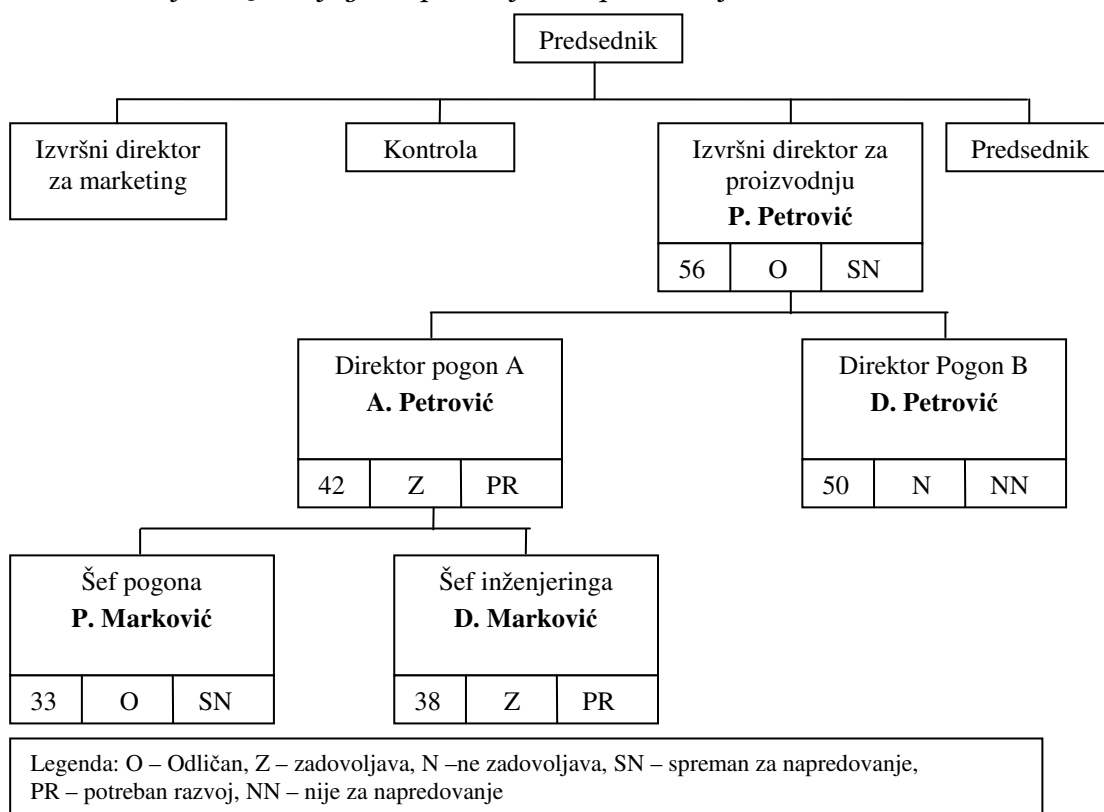 Predsednik
Izvršni direktor
za marketing
Kontrola
Izvršni direktor za
proizvodnju
P. Petrović
56 O SN
Predsednik
Direktor pogon A
A. Petrović
42 Z PR
Direktor Pogon B
D. Petrović
50 N NN
Šef pogona
P. Marković
33 O SN
Šef inženjeringa
D. Marković
38 Z PR
Legenda: O – Odličan, Z – zadovoljava, N –ne zadovoljava, SN – spreman za napredovanje,
PR – potreban razvoj, NN – nije za napredovanje